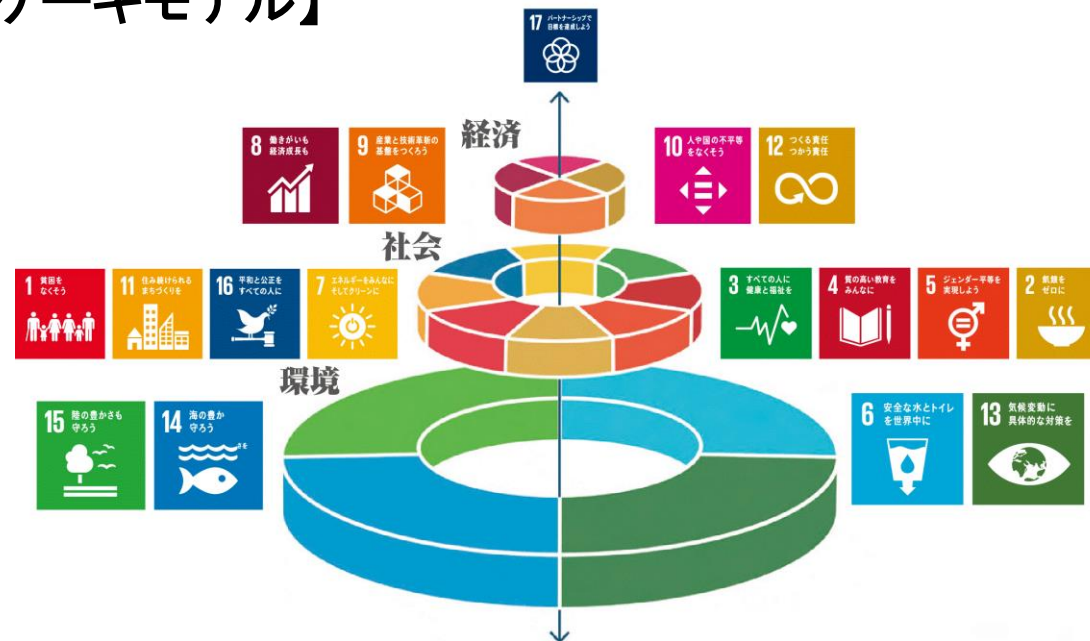 ケーキモデル】
17 パートナーシップで
目標を達成しよう
8 働きがいも
経済成長も
9 産業と技術革新の
基盤をつくろう
経済
10 人や国の不平等
をなくそう
12 つくる責任
つかう責任
社会
1 貧困を
なくそう
11 住み続けられる
まちづくりを
16 平和と公正を
すべての人に
7 エネルギーをみんなに
そしてクリーンに
3 すべての人に
健康と福祉を
4 質の高い教育を
みんなに
5 ジェンダー平等を
実現しよう
2 飢餓を
ゼロに
環境
15 陸の豊かさも
守ろう
14 海の豊か
守ろう
さを
6 安全な水とトイレ
を世界中に
13 気候変動に
具体的な対策を